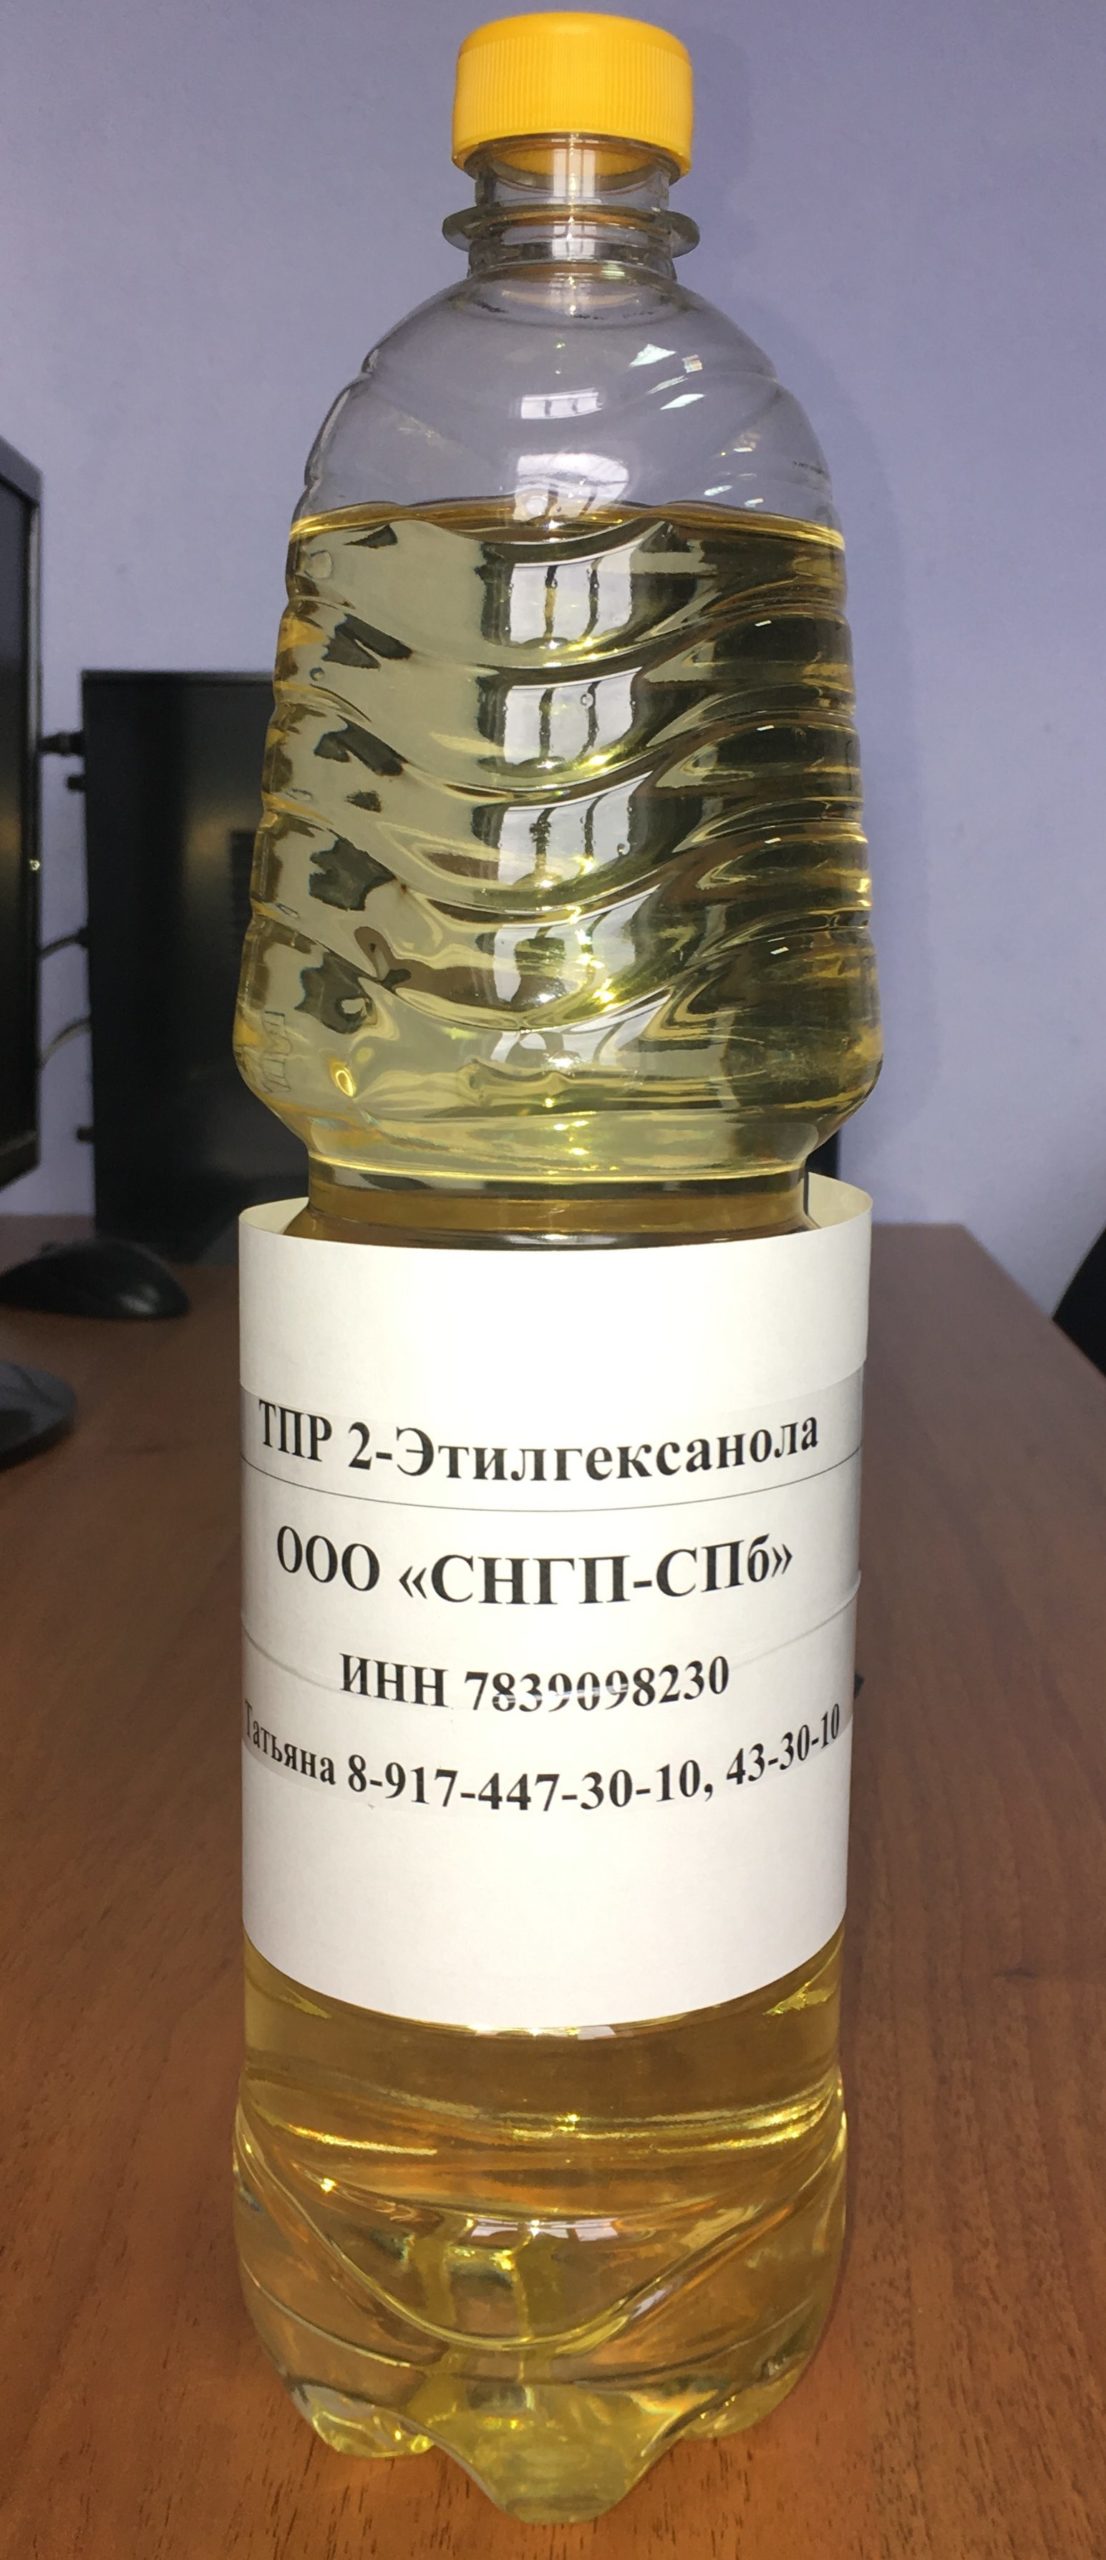 ТПР 2-Этилгексанола
ООО «СНГП-СПб»
ИНН 7839098230
Татьяна 8-917-447-30-10, 43-30-10